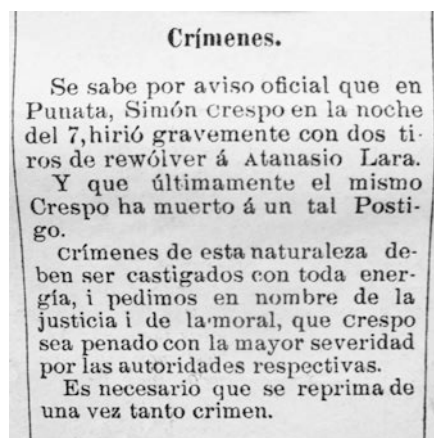 Crímenes.
Se sabe por aviso oficial que en
Punata, Simón Crespo en la noche
del 7, hirió gravemente con dos ti-
ros de rewólver á Atanasio Lara.
Y que últimamente el mismo
Crespo ha muerto á un tal Posti-
go.
Crímenes de esta naturaleza de-
ben ser castigados con toda ener-
gía, i pedimos en nombre de la
justicia i de la moral, que Crespo
sea penado con la mayor severidad
por las autoridades respectivas.
Es necesario que se reprima de
una vez tanto crimen.